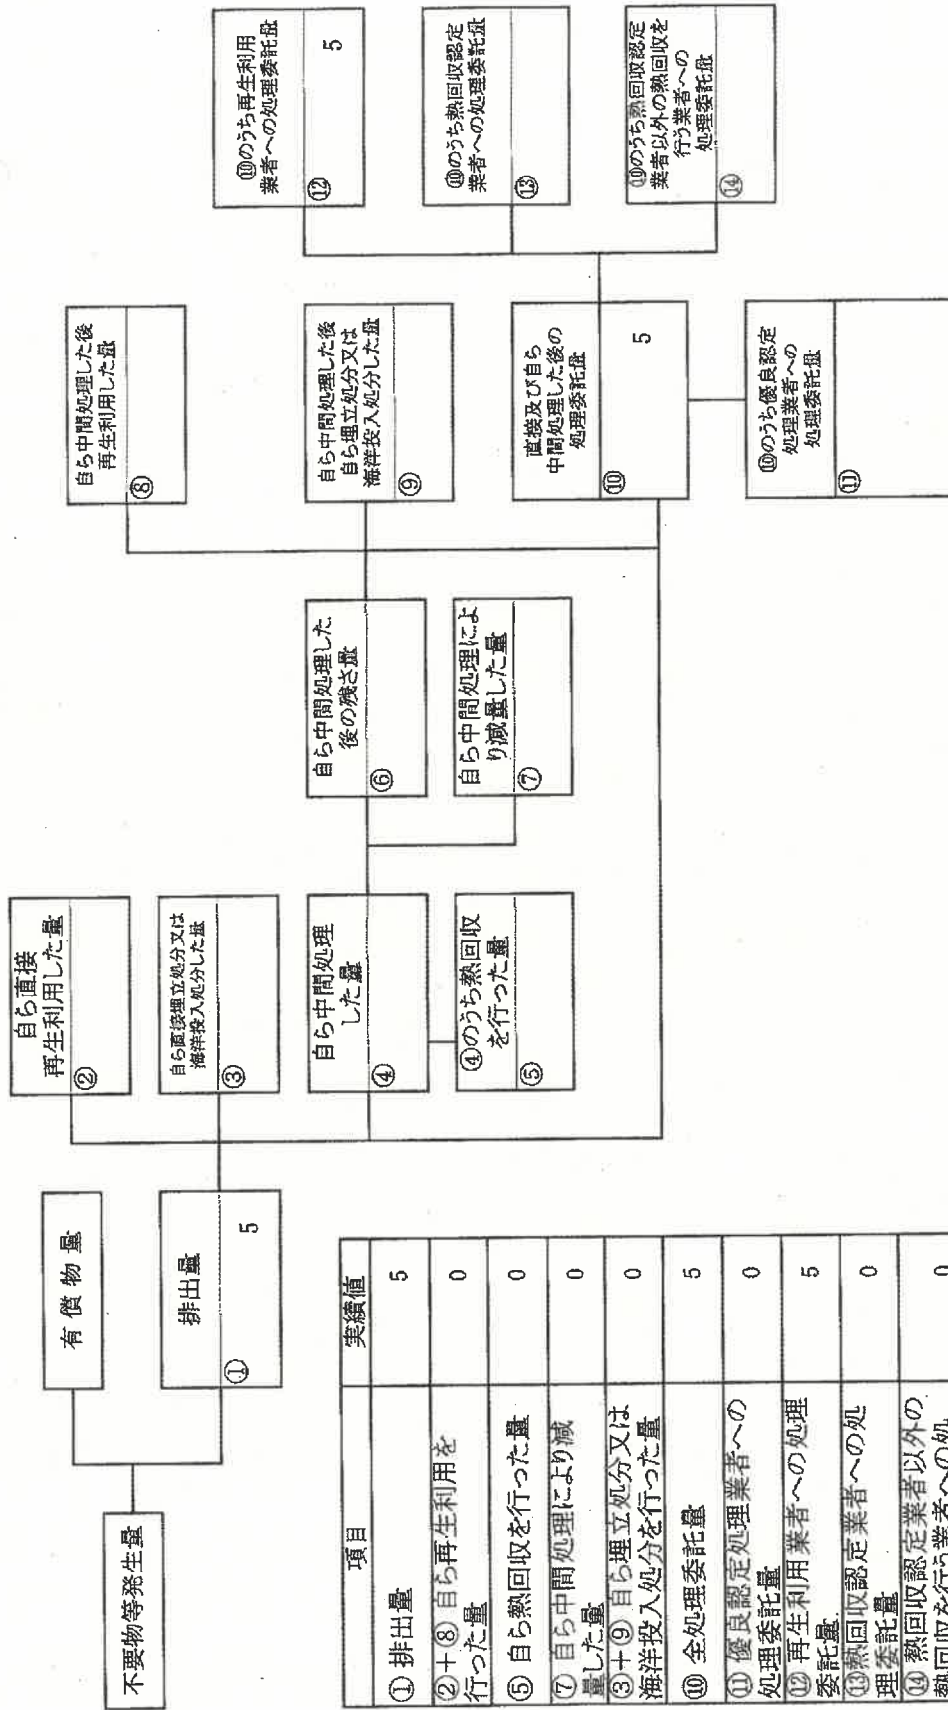 不要物等発生量
有償物量
排出量
①
5
自ら直接
再生利用した量
②
自ら直接埋立処分又は
海洋投入処分した量
③
自ら中間処理
した量
④
④のうち熱回収
を行った量
⑤
自ら中間処理した
後の残さ量
⑥
自ら中間処理によ
り減量した量
⑦
自ら中間処理した後
再生利用した量
⑧
自ら中間処理した後
自ら埋立処分又は
海洋投入処分した量
⑨
直接及び自ら
中間処理した後の
処理委託量
⑩
5
⑩のうち優良認定
処理業者への
処理委託量
⑪
⑩のうち再生利用
業者への処理委託量
⑫
5
⑩のうち熱回収認定
業者への処理委託量
⑬
⑩のうち熱回収認定
業者以外の熱回収を
行う業者への
処理委託量
⑭
項目 実績値
①排出量 5
②+⑧自ら再生利用を
行った量 0
⑤自ら熱回収を行った量 0
⑦自ら中間処理により減
量した量 0
③+⑨自ら埋立処分又は
海洋投入処分を行った量 0
⑩全処理委託量 5
⑪優良認定処理業者への
処理委託量 0
⑫再生利用業者への処理
委託量 5
⑬熱回収認定業者への処
理委託量 0
⑭熱回収認定業者以外の
熱回収を行う業者への処 0